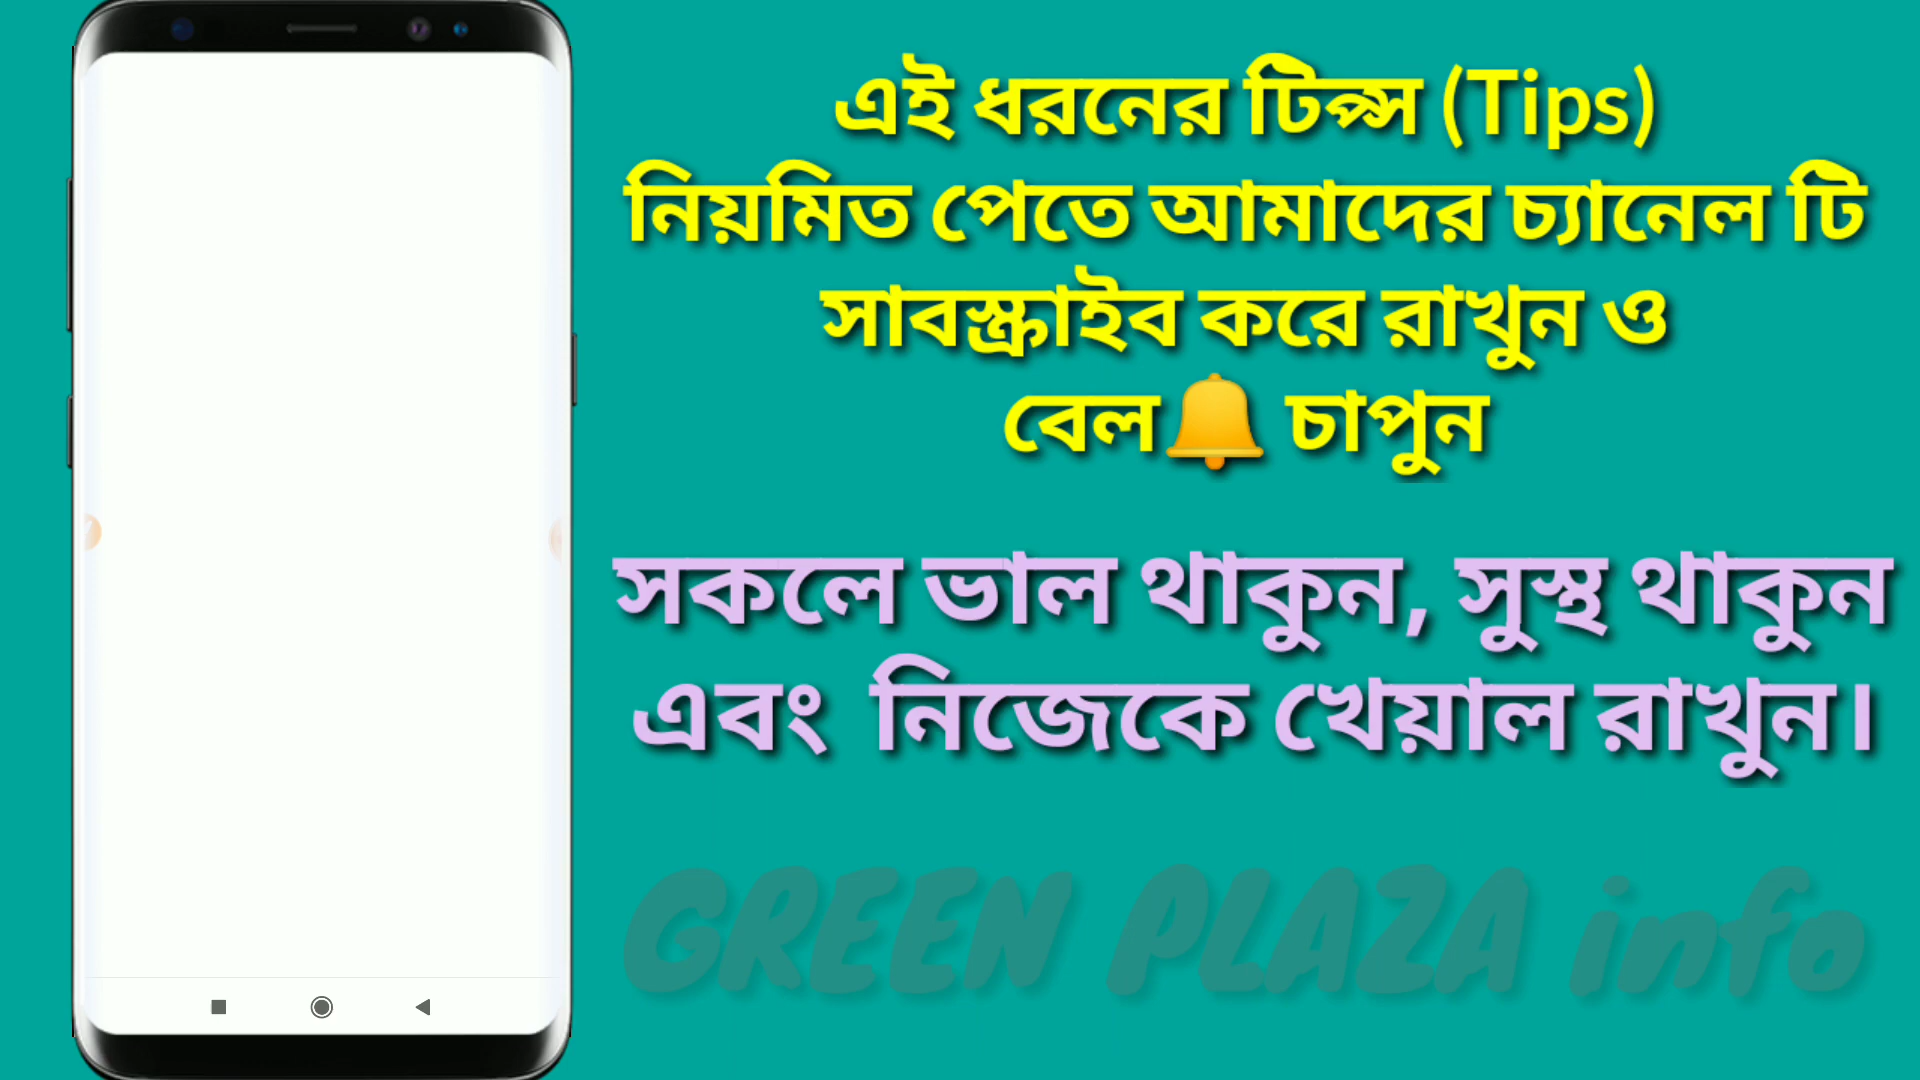 এই ধরনের টিপ্স (Tips)
নিয়মিত পেতে আমাদের চ্যানেল টি
সাবস্ক্রাইব করে রাখুন ও
বেল🔔 চাপুন
সকলে ভাল থাকুন, সুস্থ থাকুন
এবং নিজেকে খেয়াল রাখুন।
GREEN PLAZA info